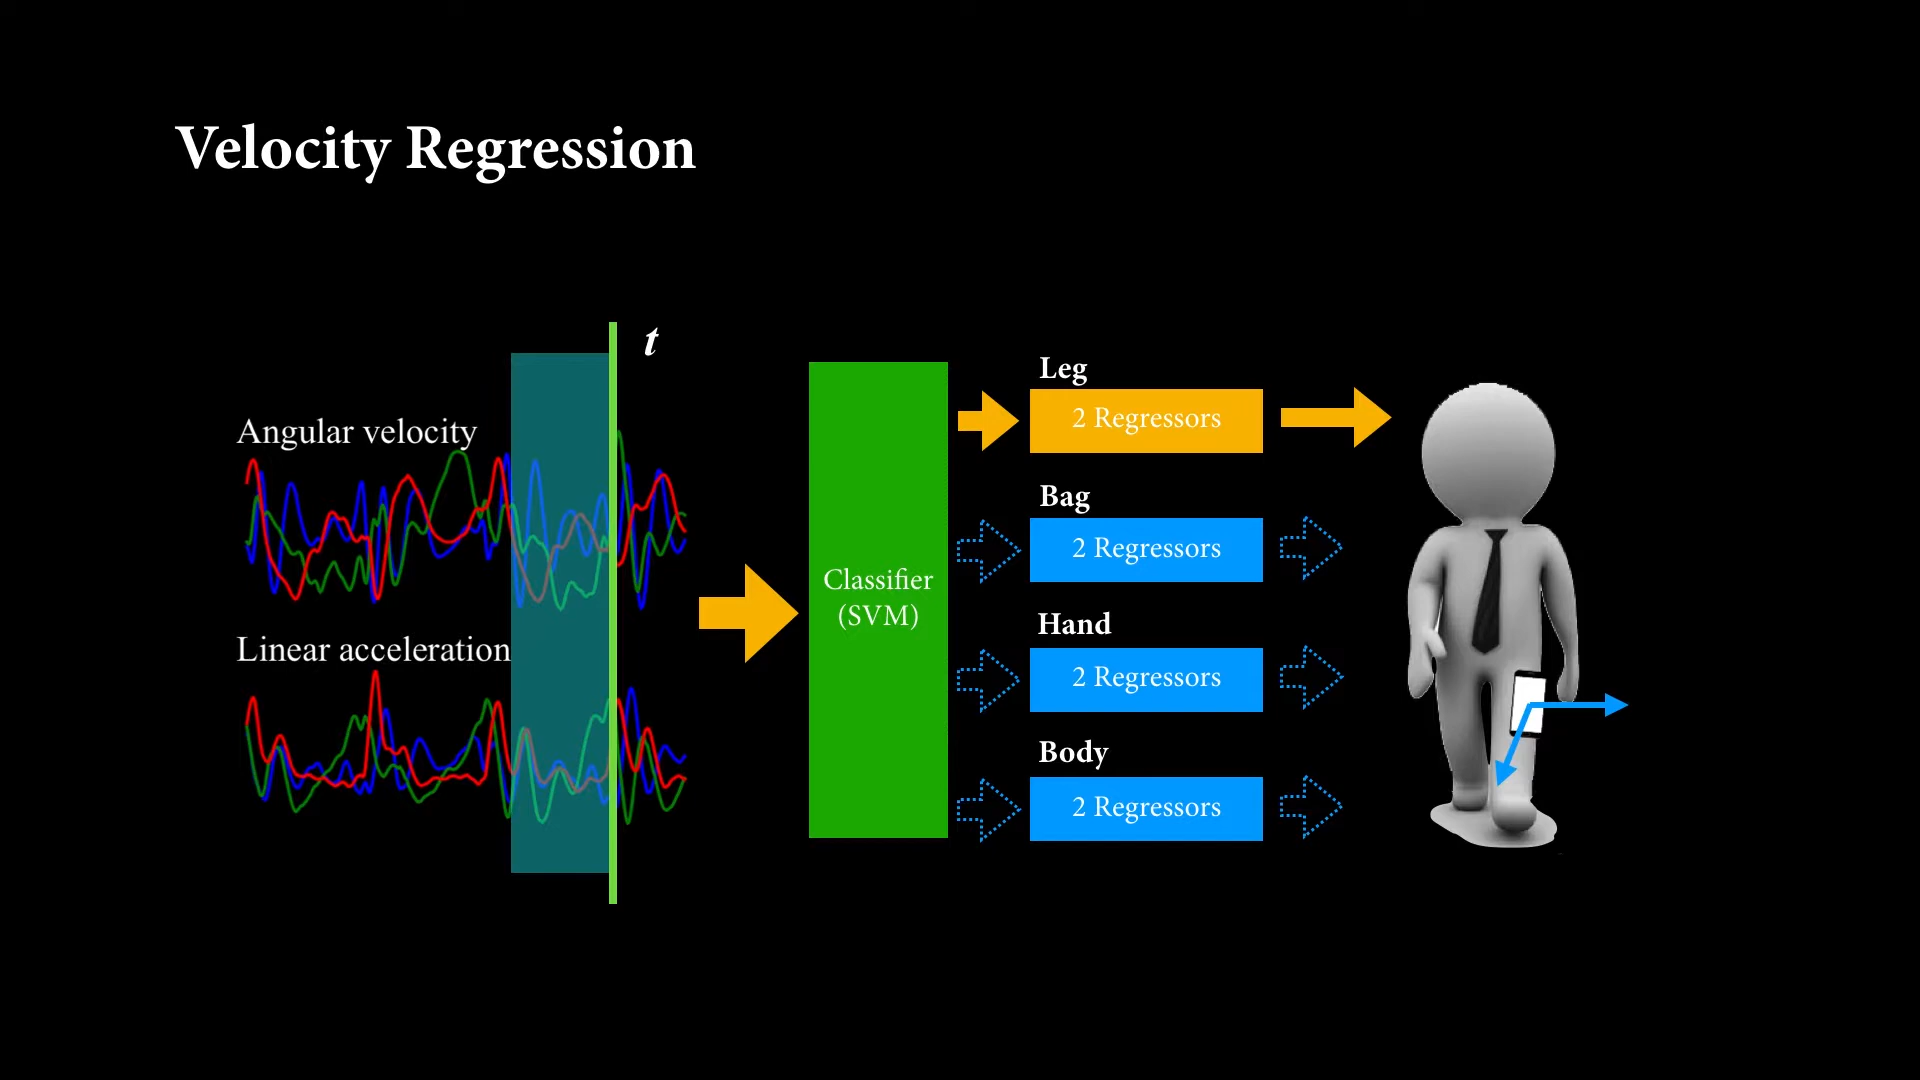 Velocity Regression
t
Angular velocity
Linear acceleration
Classifier
(SVM)
Leg
2 Regressors
Bag
2 Regressors
Hand
2 Regressors
Body
2 Regressors